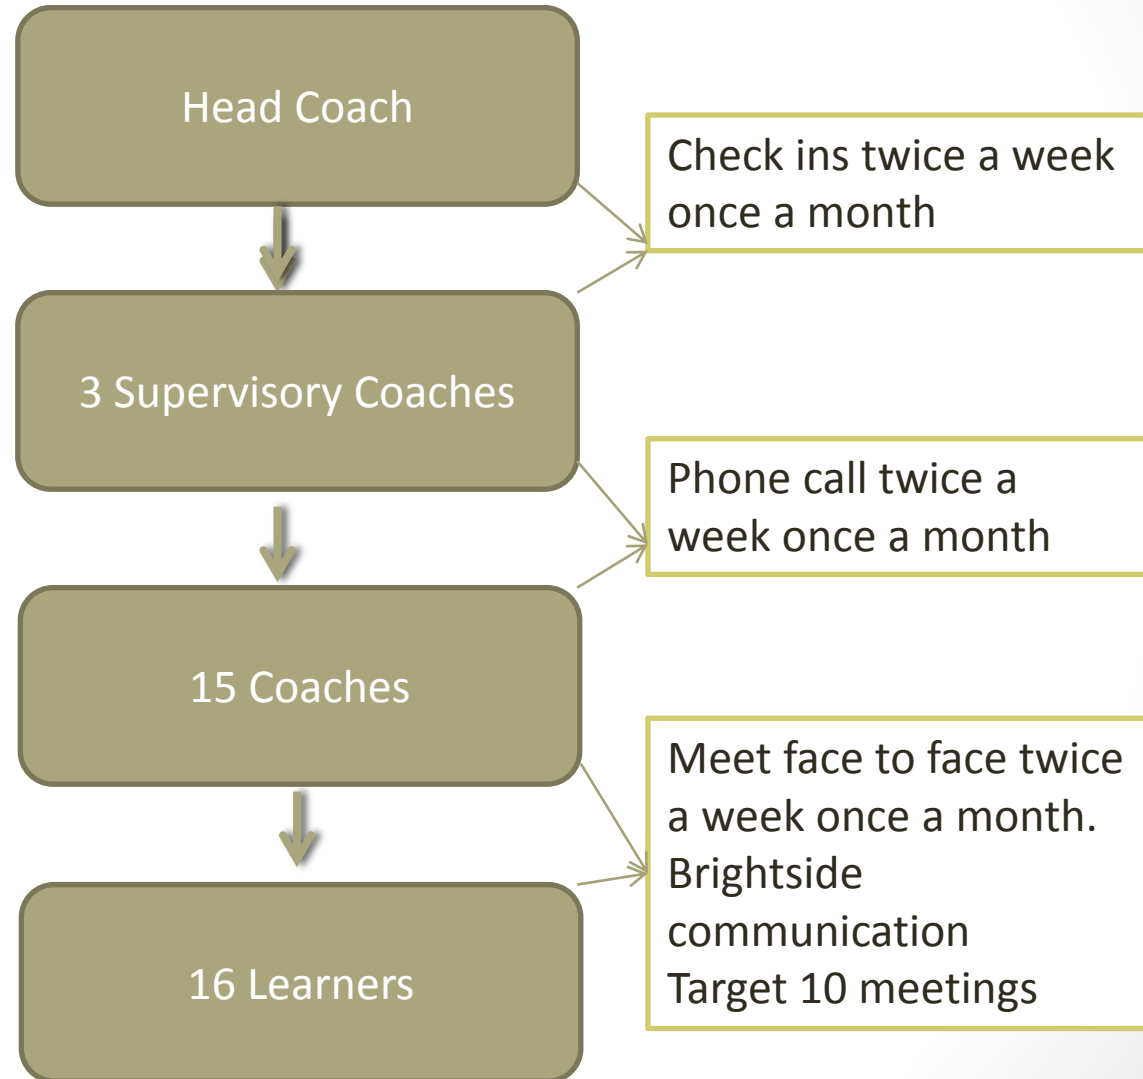 Head Coach
Check ins twice a week
once a month
3 Supervisory Coaches
Phone call twice a
week once a month
15 Coaches
Meet face to face twice
a week once a month.
Brightside
communication
Target 10 meetings
16 Learners